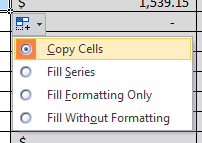 $ 1,539.15
-
Copy Cells
Fill Series
Fill Formatting Only
Fill Without Formatting
$